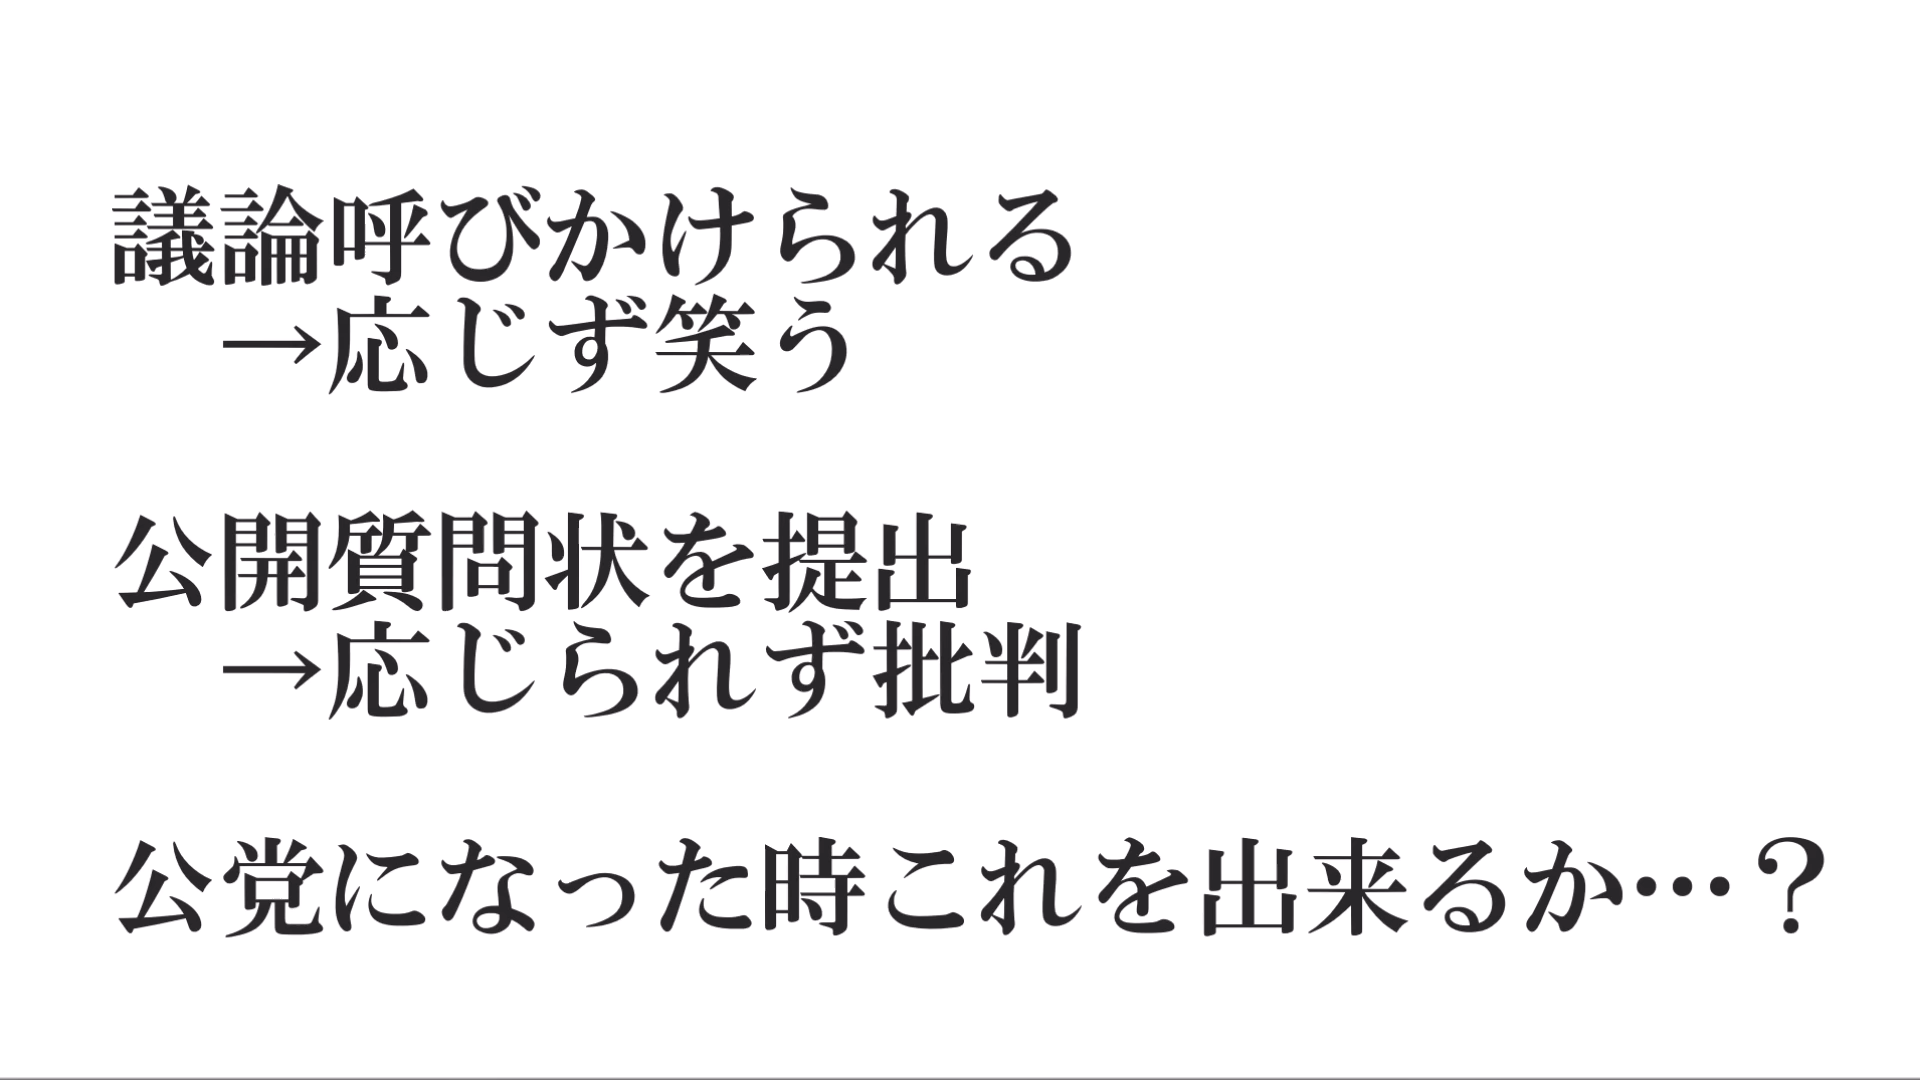 議論呼びかけられる
→応じず笑う
公開質問状を提出
→応じられず批判
公党になった時これを出来るか…？